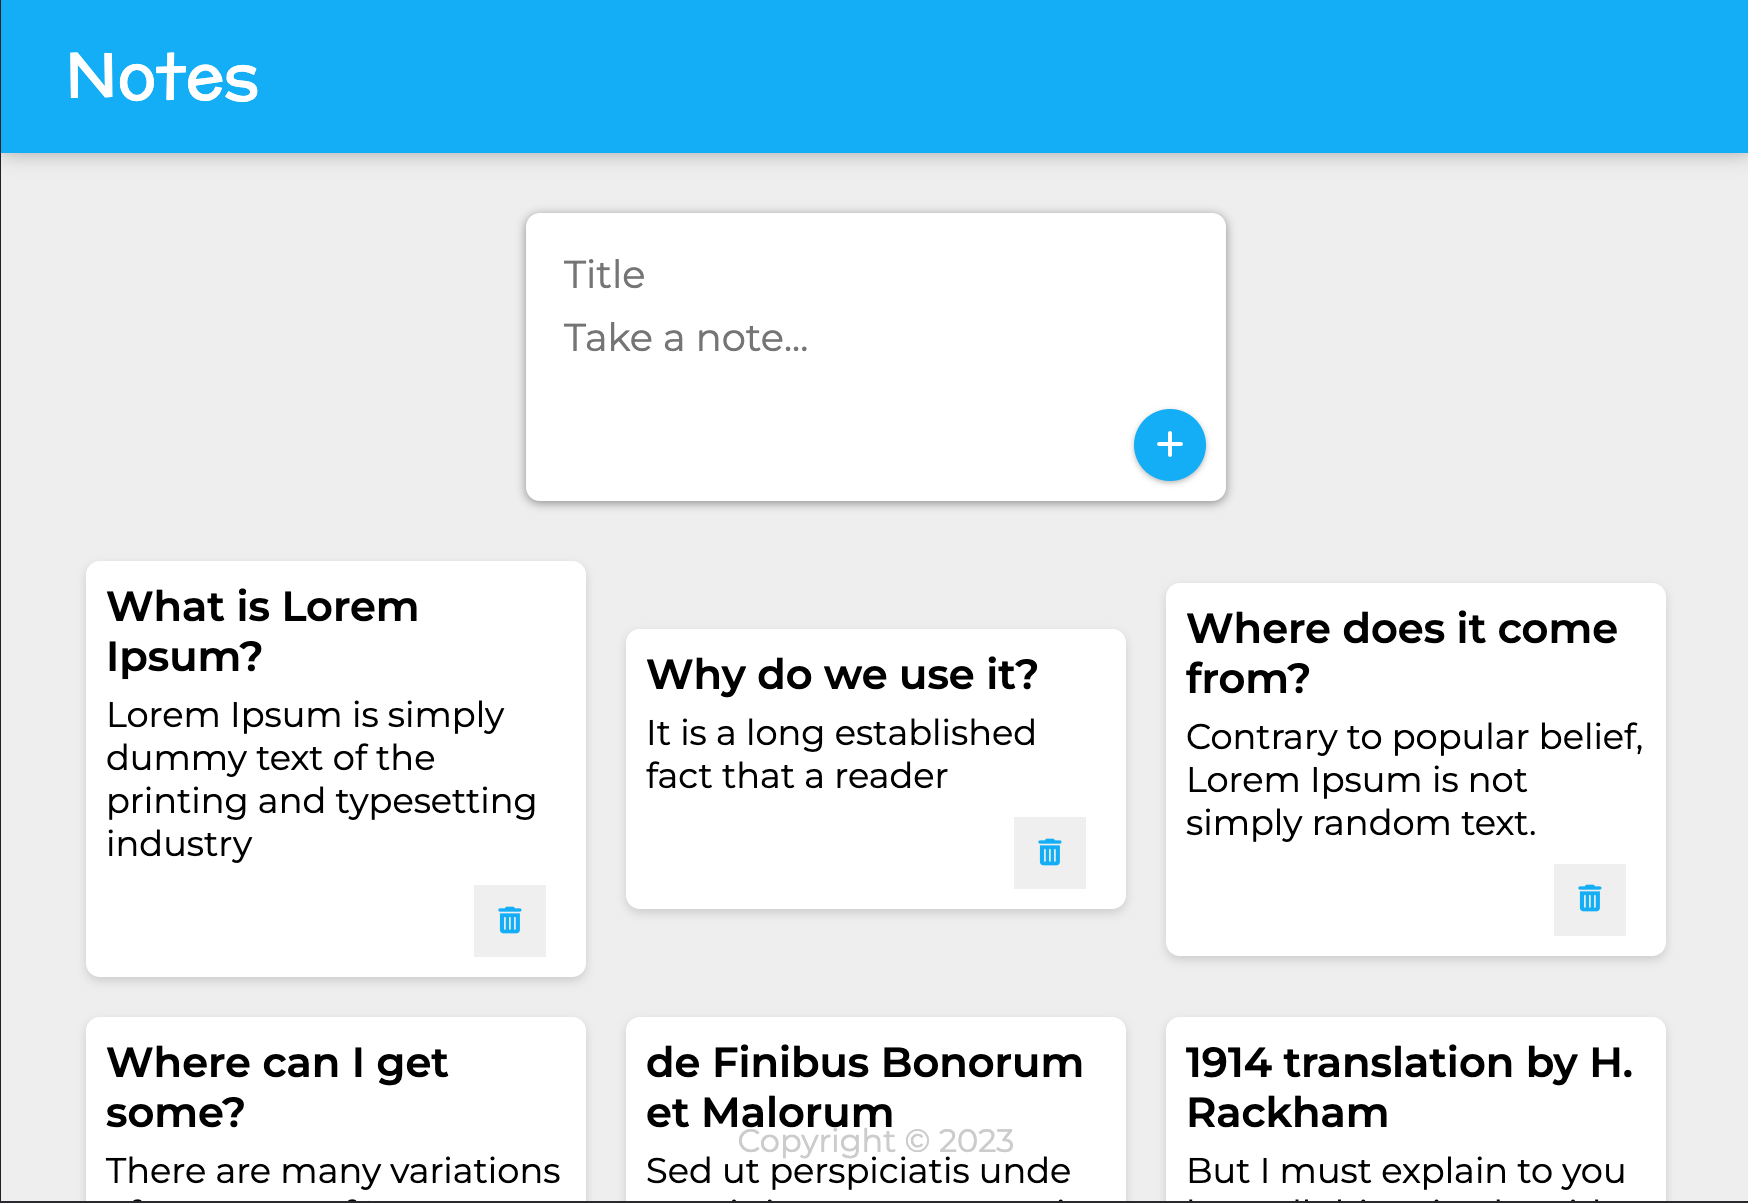 Notes
Title
Take a note...
What is Lorem
Ipsum?
Lorem Ipsum is simply
dummy text of the
printing and typesetting
industry
Why do we use it?
It is a long established
fact that a reader
Where does it come
from?
Contrary to popular belief,
Lorem Ipsum is not
simply random text.
Where can I get
some?
There are many variations
de Finibus Bonorum
et Malorum
Sed ut perspiciatis unde
1914 translation by H.
Rackham
But I must explain to you
Copyright © 2023